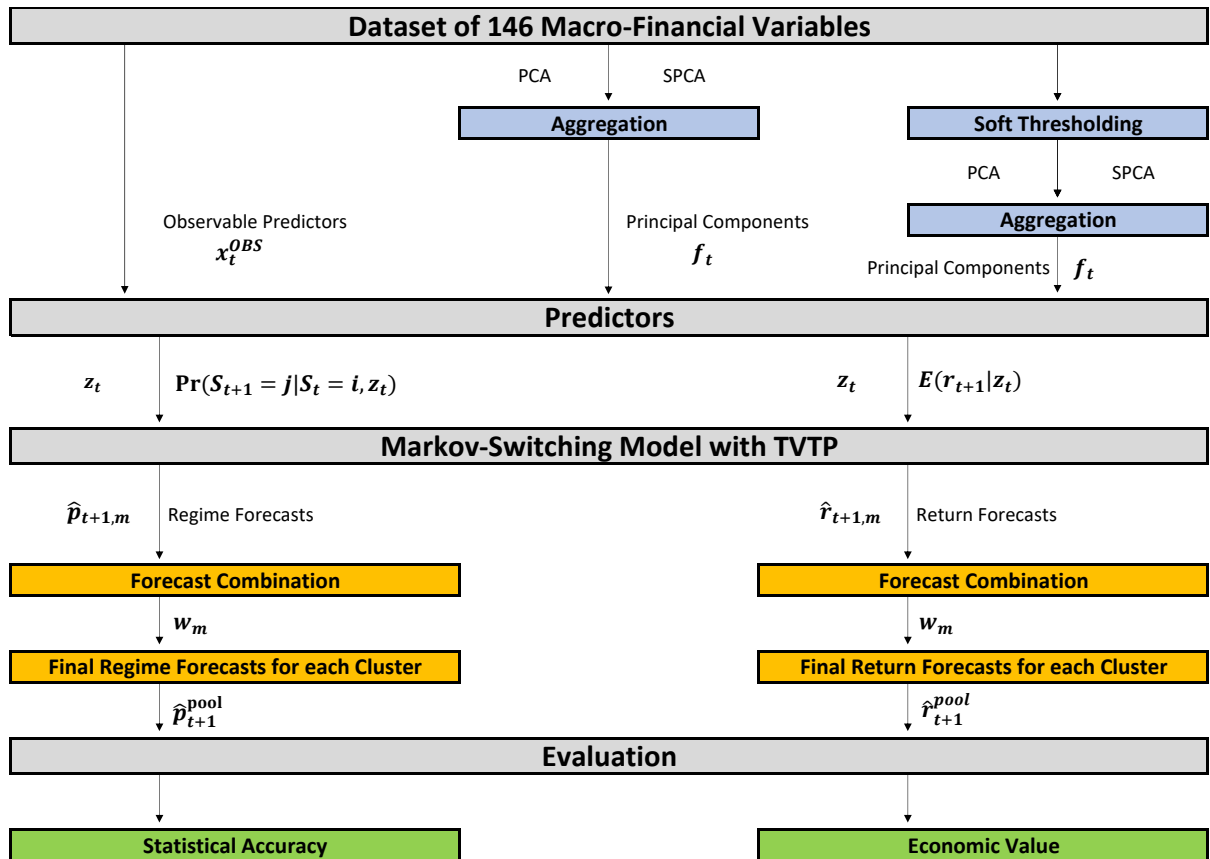 Dataset of 146 Macro-Financial Variables
PCA SPCA
Aggregation Soft Thresholding
PCA SPCA
Observable Predictors Principal Components Aggregation
x_t^{OBS} f_t
Principal Components f_t
Predictors
z_t Pr(S_{t+1} = j|S_t = i, z_t) z_t E(r_{t+1}|z_t)
Markov-Switching Model with TVTP
p̂_{t+1,m} Regime Forecasts r̂_{t+1,m} Return Forecasts
Forecast Combination Forecast Combination
w_m w_m
Final Regime Forecasts for each Cluster Final Return Forecasts for each Cluster
p̂_{t+1}^{pool} r̂_{t+1}^{pool}
Evaluation
Statistical Accuracy Economic Value